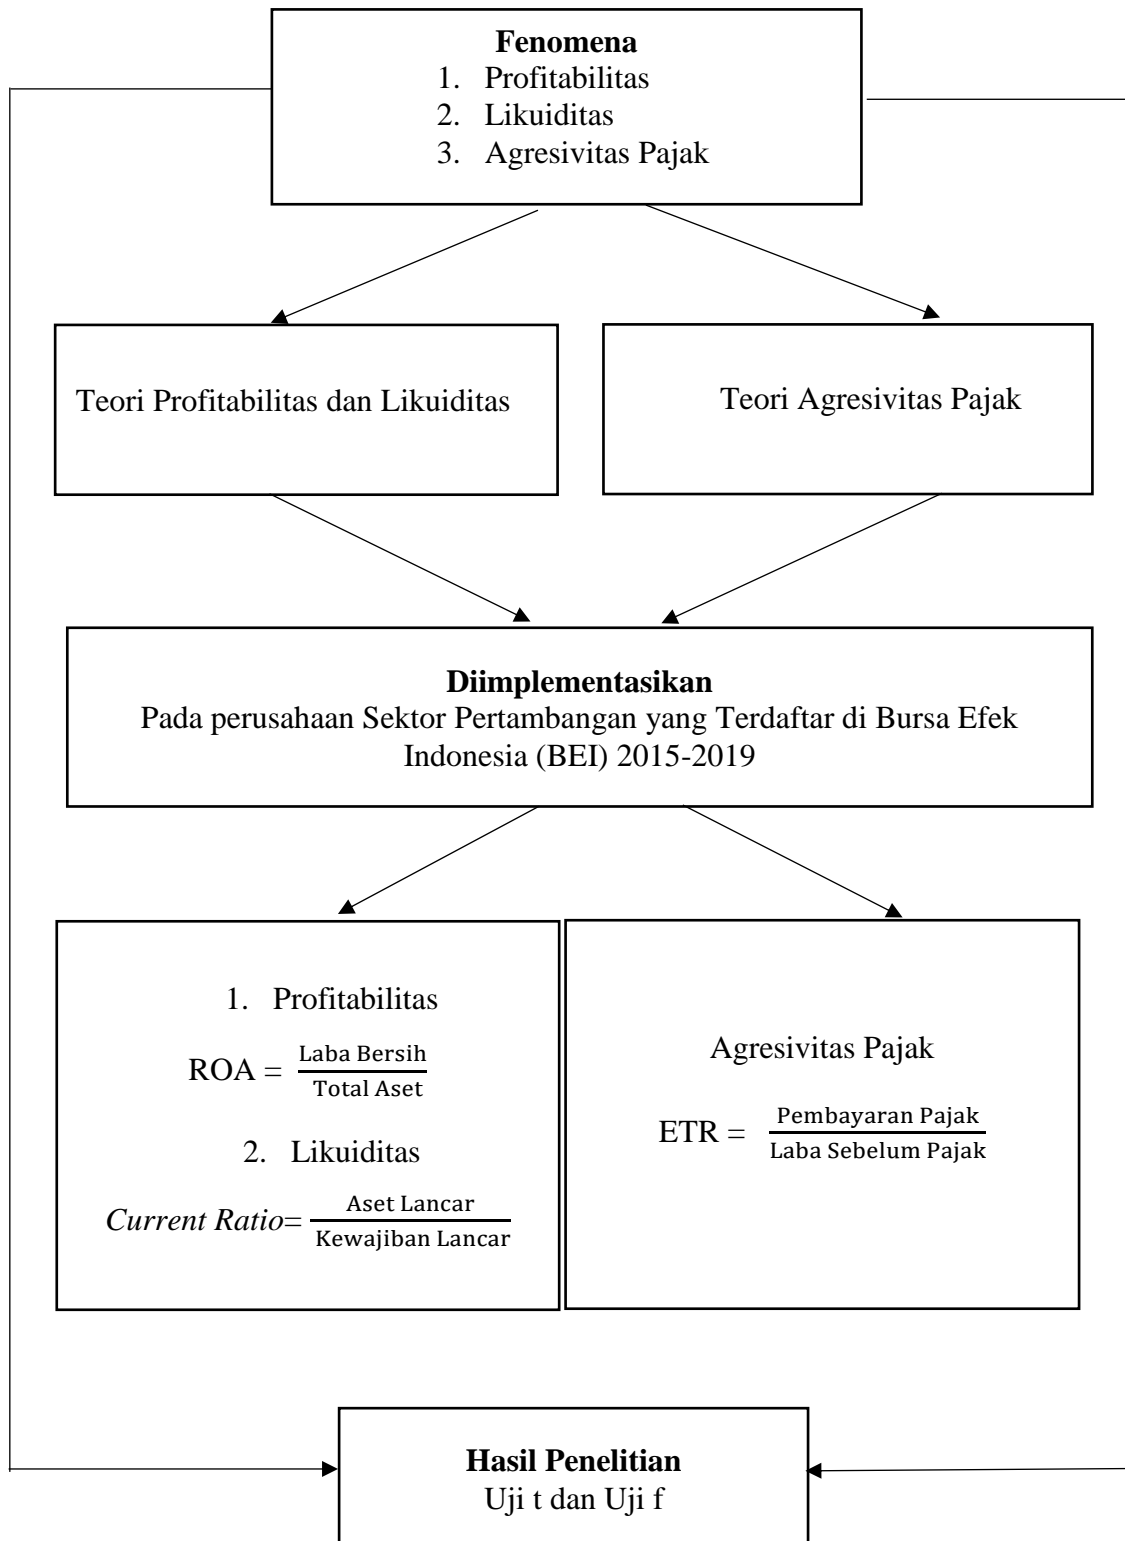 Fenomena
1. Profitabilitas
2. Likuiditas
3. Agresivitas Pajak
Teori Profitabilitas dan Likuiditas
Teori Agresivitas Pajak
Diimplementasikan
Pada perusahaan Sektor Pertambangan yang Terdaftar di Bursa Efek
Indonesia (BEI) 2015-2019
1. Profitabilitas
ROA = Laba Bersih
Total Aset
2. Likuiditas
Current Ratio= Aset Lancar
Kewajiban Lancar
Agresivitas Pajak
ETR = Pembayaran Pajak
Laba Sebelum Pajak
Hasil Penelitian
Uji t dan Uji f